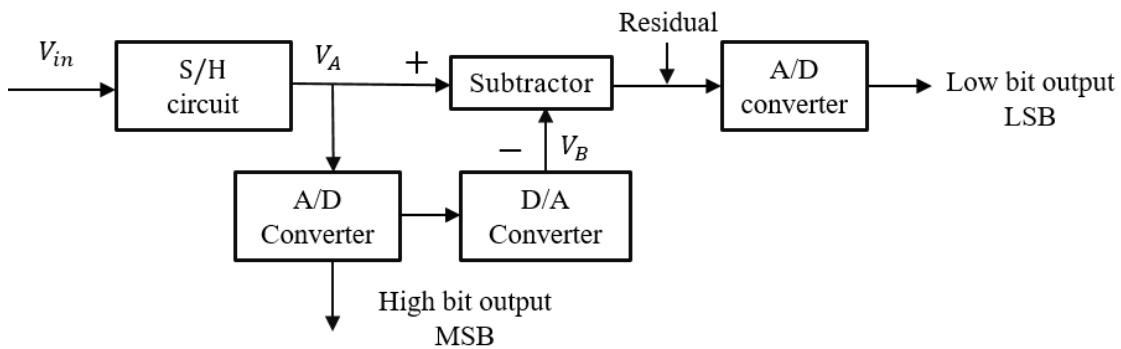 Residual
V_in
S/H
circuit
V_A
+
Subtractor
A/D
converter
Low bit output
LSB
−
V_B
A/D
Converter
D/A
Converter
High bit output
MSB